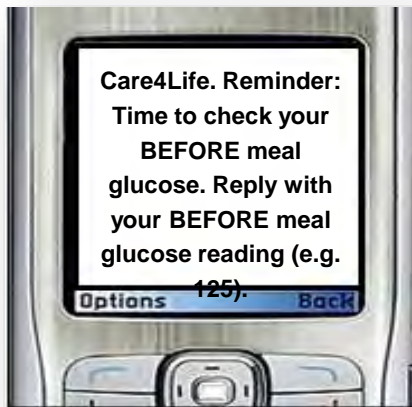 Care4Life. Reminder:
Time to check your
BEFORE meal
glucose. Reply with
your BEFORE meal
glucose reading (e.g.
125).
Options Back